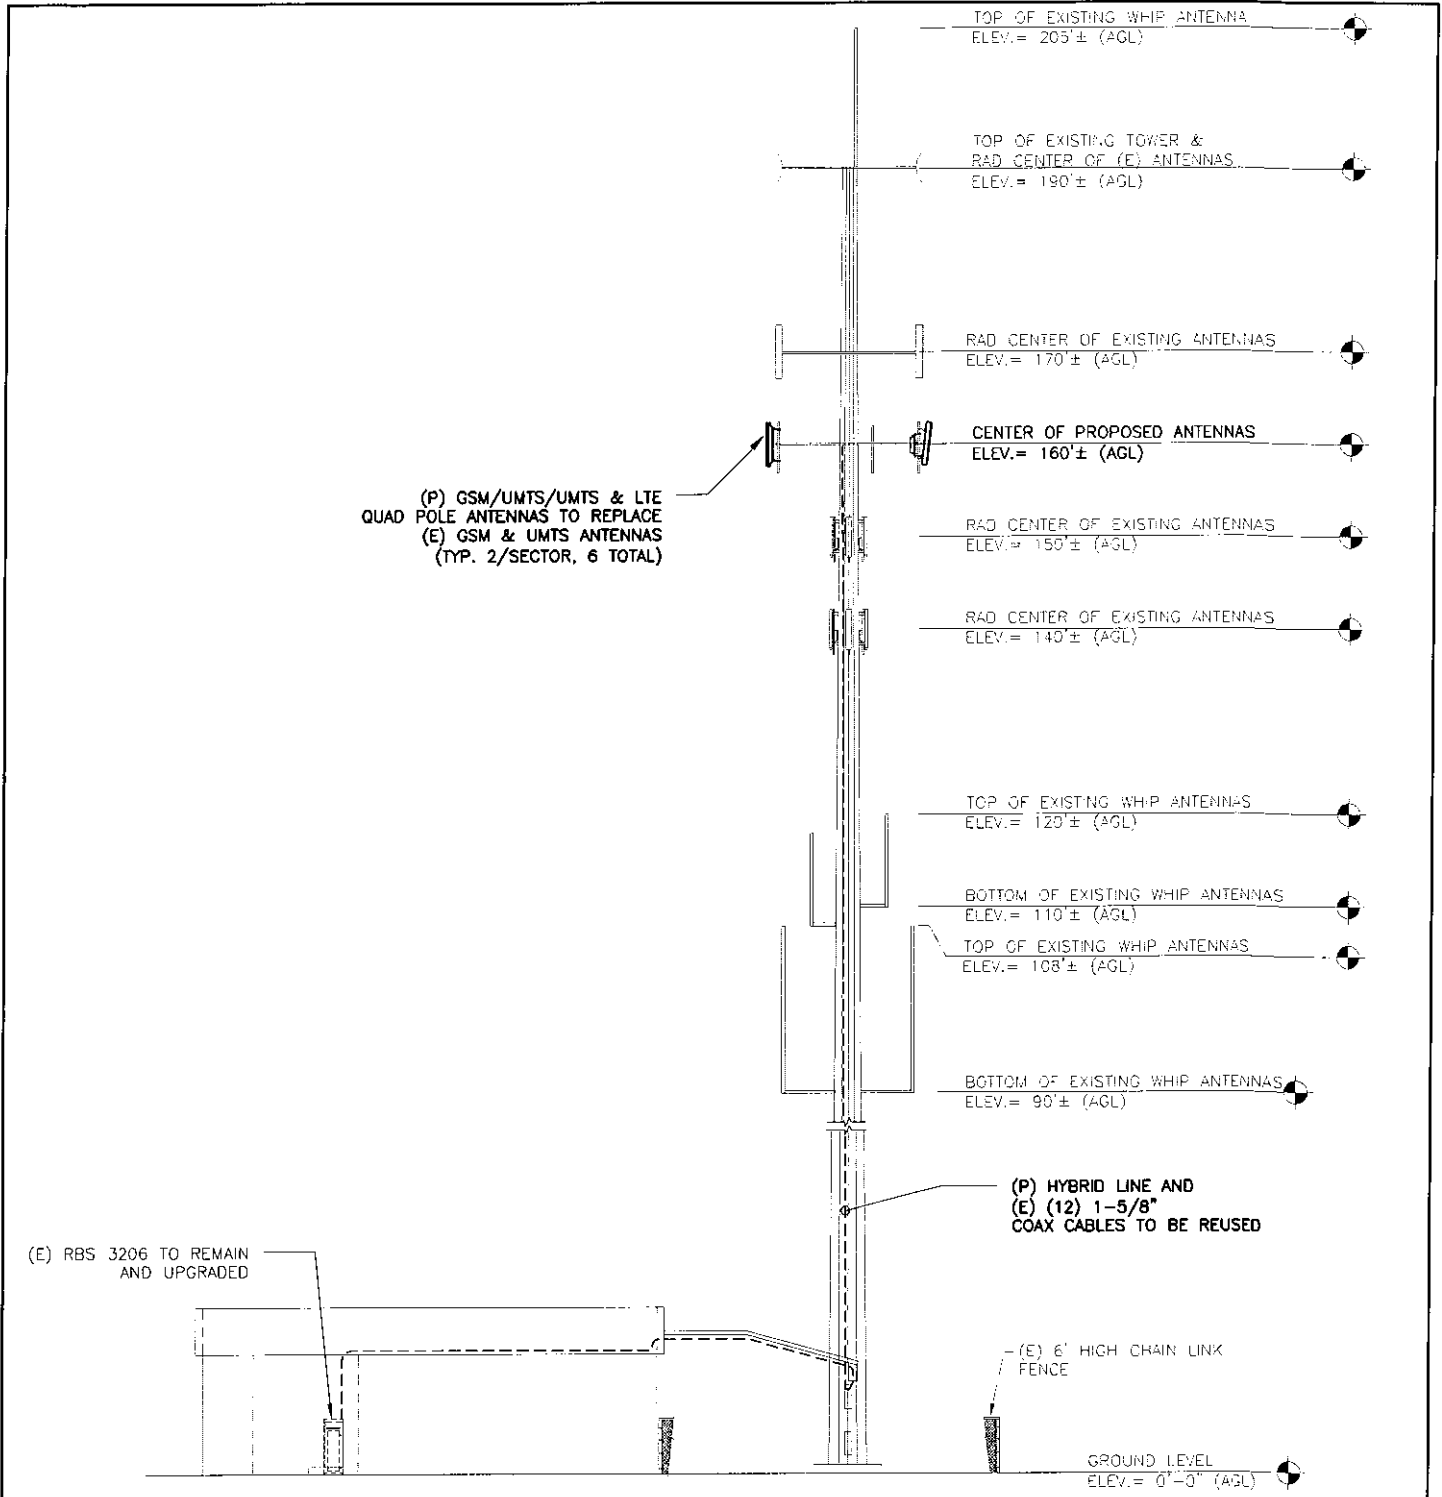 TOP OF EXISTING WHIP ANTENNA
ELEV.= 205'± (AGL)
TOP OF EXISTING TOWER &
RAD CENTER OF (E) ANTENNAS
ELEV.= 190'± (AGL)
RAD CENTER OF EXISTING ANTENNAS
ELEV.= 170'± (AGL)
CENTER OF PROPOSED ANTENNAS
ELEV.= 160'± (AGL)
(P) GSM/UMTS/UMTS & LTE
QUAD POLE ANTENNAS TO REPLACE
(E) GSM & UMTS ANTENNAS
(TYP. 2/SECTOR, 6 TOTAL)
RAD CENTER OF EXISTING ANTENNAS
ELEV.= 150'± (AGL)
RAD CENTER OF EXISTING ANTENNAS
ELEV.= 140'± (AGL)
TOP OF EXISTING WHIP ANTENNAS
ELEV.= 120'± (AGL)
BOTTOM OF EXISTING WHIP ANTENNAS
ELEV.= 110'± (AGL)
TOP OF EXISTING WHIP ANTENNAS
ELEV.= 108'± (AGL)
BOTTOM OF EXISTING WHIP ANTENNAS
ELEV.= 90'± (AGL)
(P) HYBRID LINE AND
(E) (12) 1-5/8"
COAX CABLES TO BE REUSED
(E) RBS 3206 TO REMAIN
AND UPGRADED
(E) 6' HIGH CHAIN LINK
FENCE
GROUND LEVEL
ELEV.= 0'-0" (AGL)